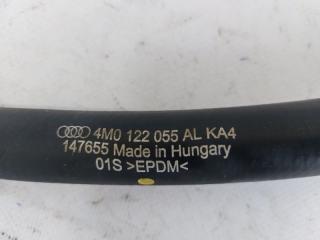 4M0 122 055 AL KA4
147655 Made in Hungary
01S >EPDM<